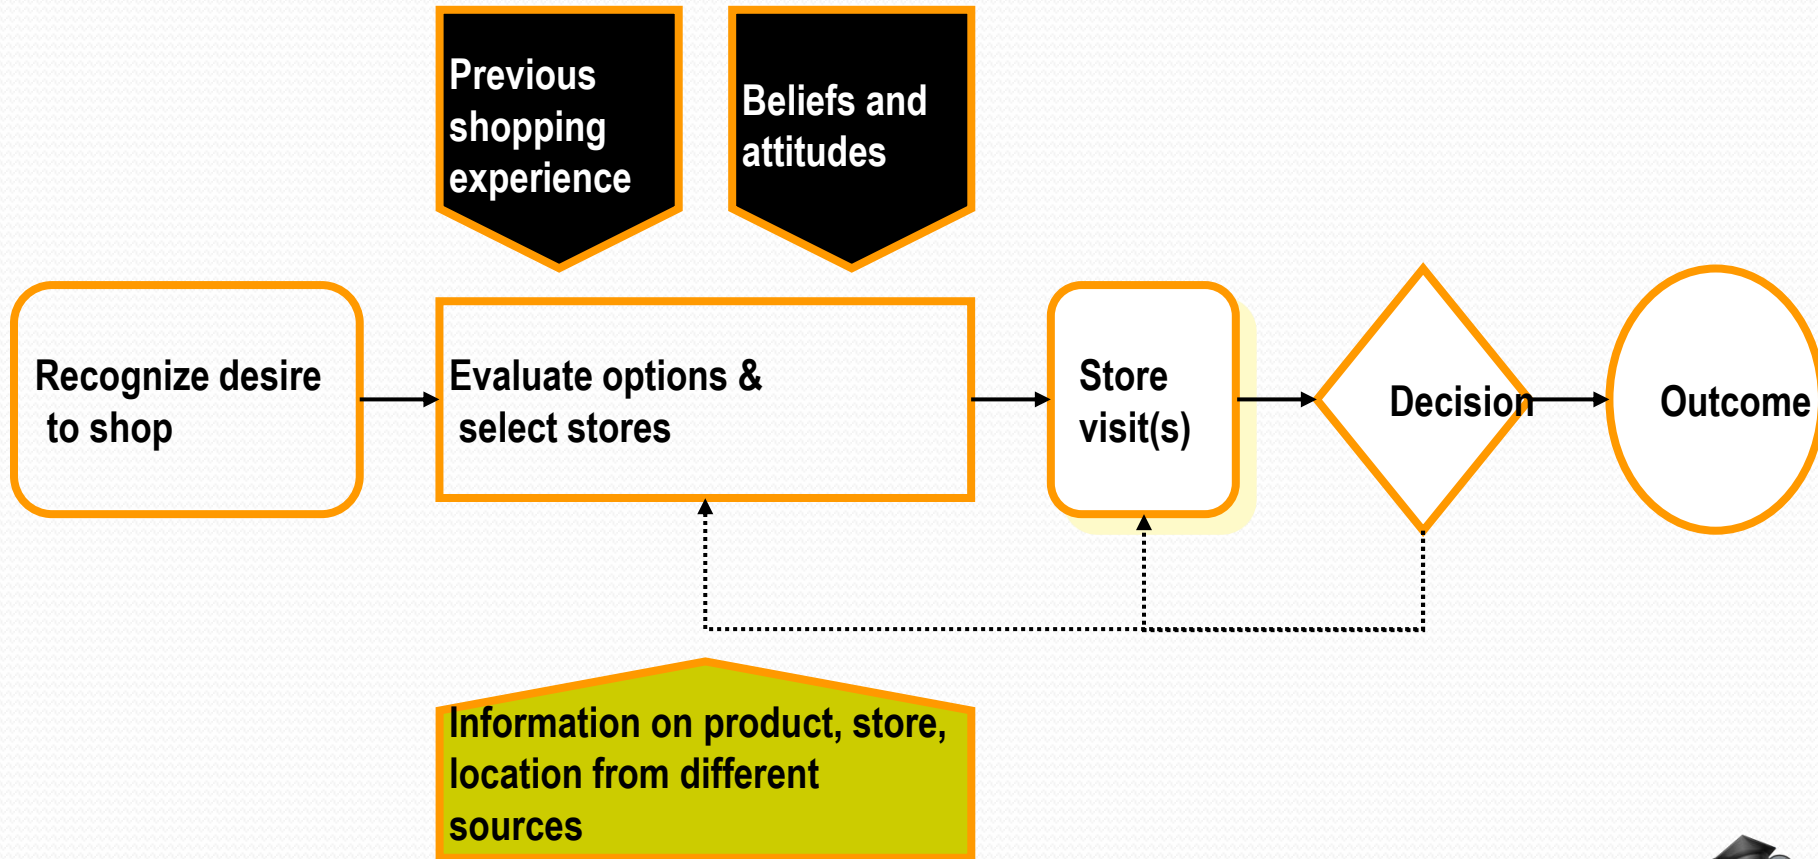 Previous
shopping
experience
Beliefs and
attitudes
Recognize desire
to shop
Evaluate options &
select stores
Store
visit(s)
Decision
Outcome
Information on product, store,
location from different
sources